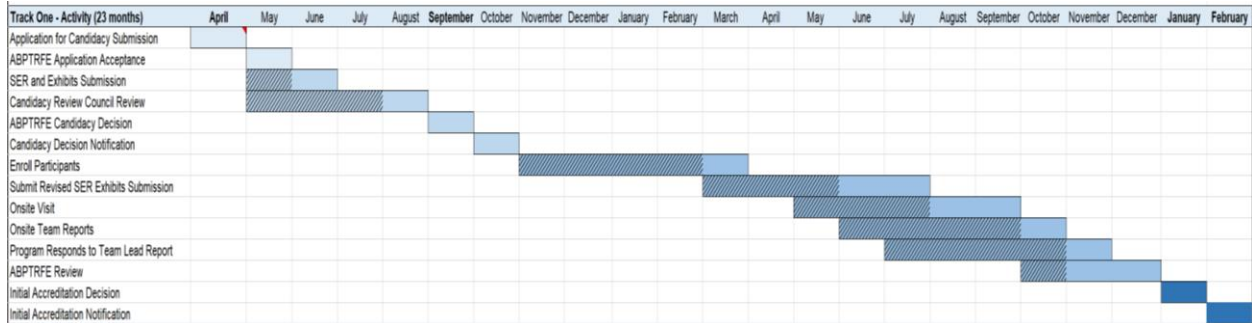 Track One - Activity (23 months) April May June July August September October November December January February March April May June July August September October November December January February
Application for Candidacy Submission
ABPTRFE Application Acceptance
SER and Exhibits Submission
Candidacy Review Council Review
ABPTRFE Candidacy Decision
Candidacy Decision Notification
Enroll Participants
Submit Revised SER Exhibits Submission
Onsite Visit
Onsite Team Reports
Program Responds to Team Lead Report
ABPTRFE Review
Initial Accreditation Decision
Initial Accreditation Notification